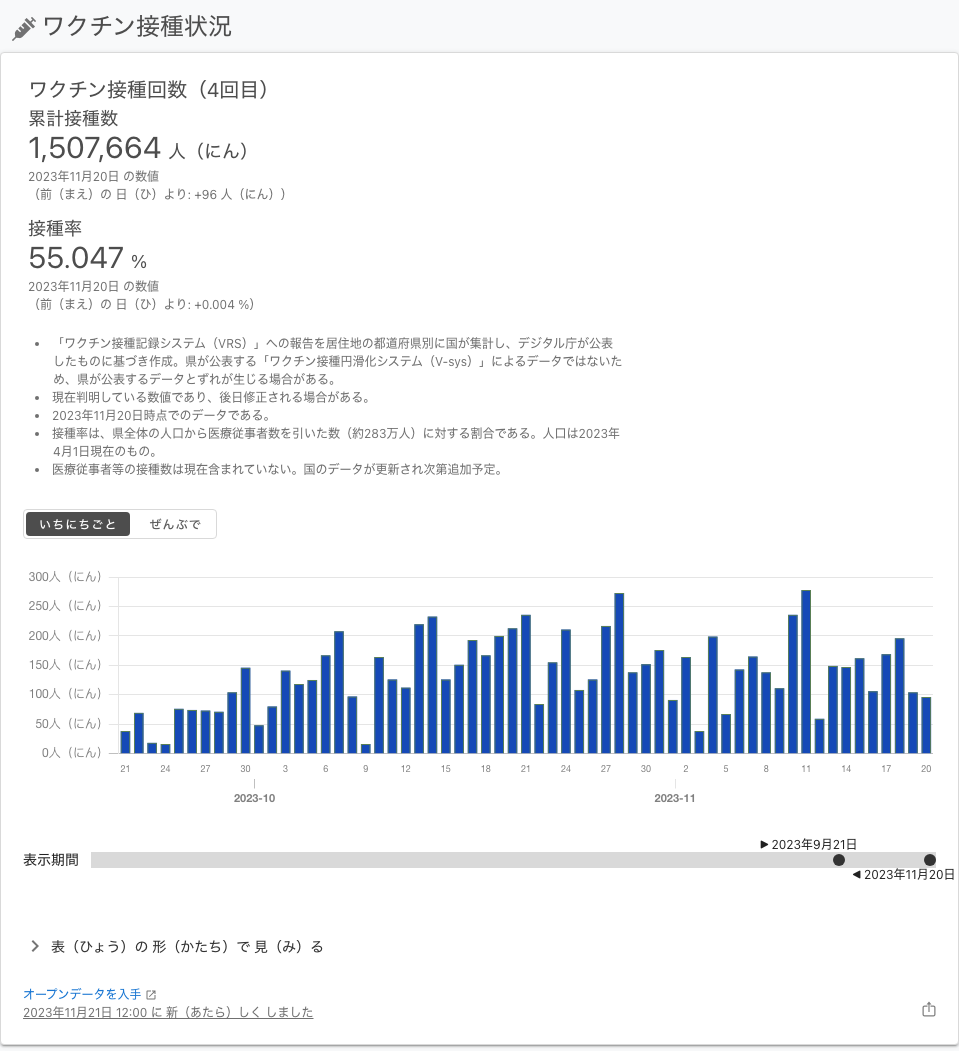 ワクチン接種状況
ワクチン接種回数（4回目）
累計接種数
1,507,664 人（にん）
2023年11月20日 の数値
（前（まえ）の 日（ひ）より: +96 人（にん））
接種率
55.047 %
2023年11月20日 の数値
（前（まえ）の 日（ひ）より: +0.004 %）
• 「ワクチン接種記録システム（VRS）」への報告を居住地の都道府県別に国が集計し、デジタル庁が公表
したものに基づき作成。県が公表する「ワクチン接種円滑化システム（V-sys）」によるデータではないた
め、県が公表するデータとずれが生じる場合がある。
• 現在判明している数値であり、後日修正される場合がある。
• 2023年11月20日時点でのデータである。
• 接種率は、県全体の人口から医療従事者数を引いた数（約283万人）に対する割合である。人口は2023年
4月1日現在のもの。
• 医療従事者等の接種数は現在含まれていない。国のデータが更新され次第追加予定。
いちにちごと ぜんぶで
300人（にん）
250人（にん）
200人（にん）
150人（にん）
100人（にん）
50人（にん）
0人（にん）
21 24 27 30 3 6 9 12 15 18 21 24 27 30 2 5 8 11 14 17 20
2023-10 2023-11
▶ 2023年9月21日
表示期間
◀ 2023年11月20日
表（ひょう）の 形（かたち）で 見（み）る
オープンデータを入手
2023年11月21日 12:00 に 新（あたら）しく しました